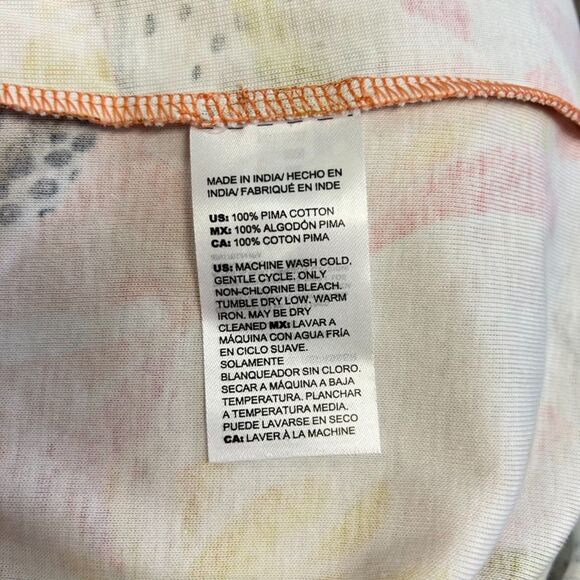 MADE IN INDIA/ HECHO EN
INDIA/ FABRIQUÉ EN INDE
US: 100% PIMA COTTON
MX: 100% ALGODÓN PIMA
CA: 100% COTON PIMA
US: MACHINE WASH COLD,
GENTLE CYCLE. ONLY
NON-CHLORINE BLEACH.
TUMBLE DRY LOW. WARM
IRON. MAY BE DRY
CLEANED MX: LAVAR A
MÁQUINA CON AGUA FRÍA
EN CICLO SUAVE.
SOLAMENTE
BLANQUEADOR SIN CLORO.
SECAR A MÁQUINA A BAJA
TEMPERATURA. PLANCHAR
A TEMPERATURA MEDIA.
PUEDE LAVARSE EN SECO
CA: LAVER À LA MACHINE